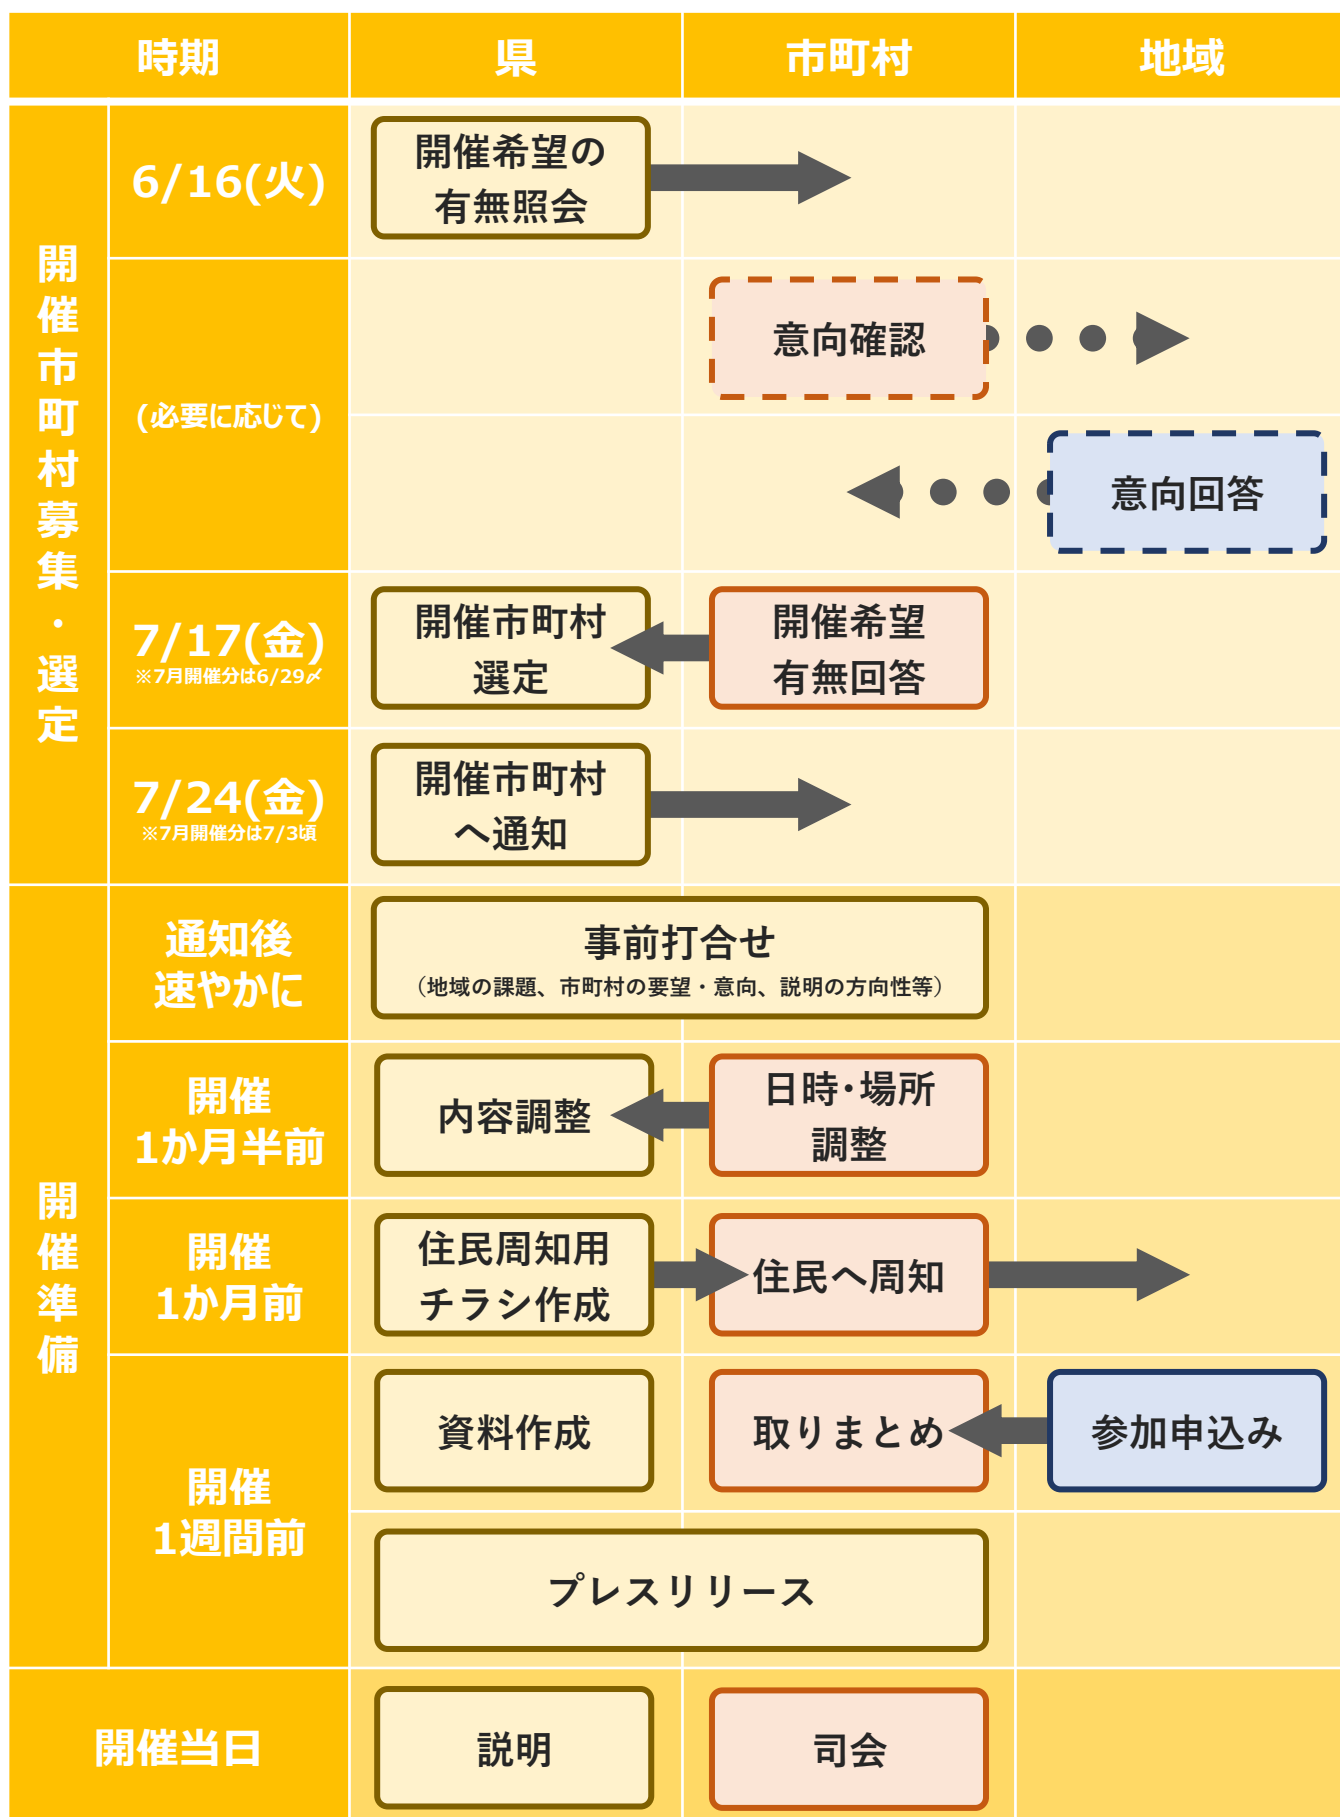 時期 県 市町村 地域
開催市町村募集・選定
6/16(火)
開催希望の
有無照会
(必要に応じて)
意向確認
意向回答
7/17(金)
※7月開催分は6/29〆
開催市町村
選定
開催希望
有無回答
7/24(金)
※7月開催分は7/3頃
開催市町村
へ通知
開催準備
通知後
速やかに
事前打合せ
（地域の課題、市町村の要望・意向、説明の方向性等）
開催
1か月半前
内容調整
日時・場所
調整
開催
1か月前
住民周知用
チラシ作成
住民へ周知
開催
1週間前
資料作成
取りまとめ
参加申込み
プレスリリース
開催当日
説明
司会